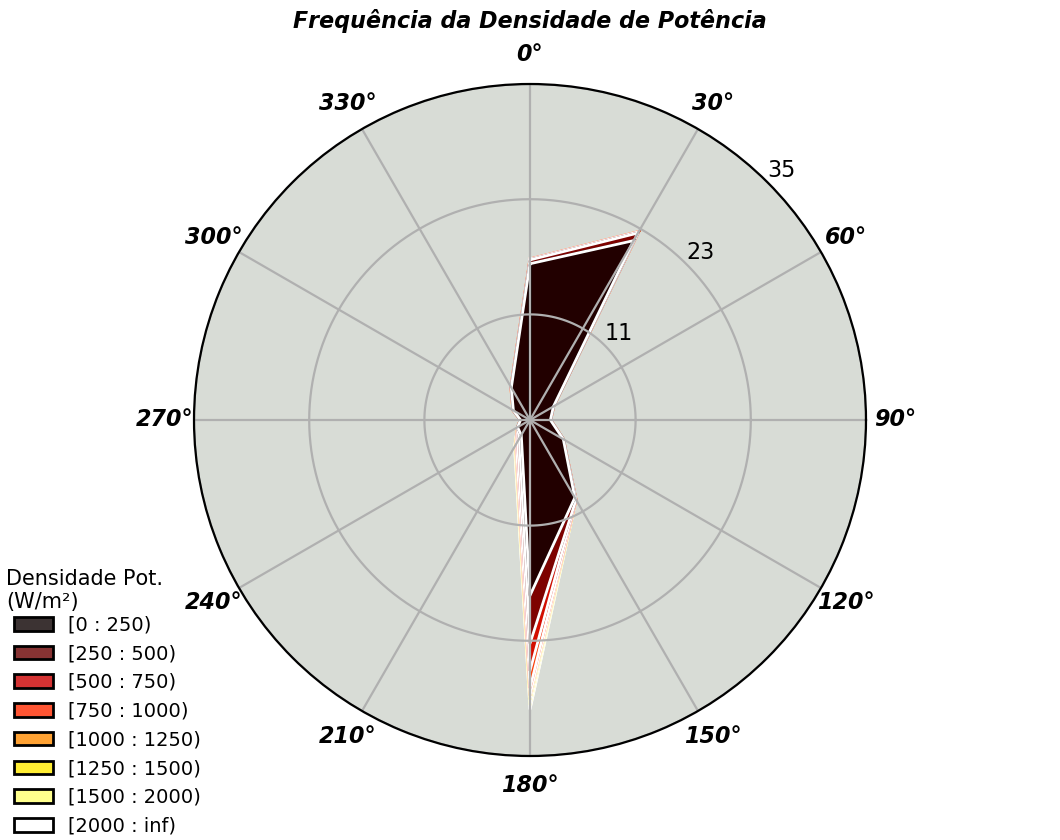 Frequência da Densidade de Potência
0°
330°
30°
35
300°
60°
23
11
270°
90°
240°
120°
210°
150°
180°
Densidade Pot.
(W/m²)
[0 : 250)
[250 : 500)
[500 : 750)
[750 : 1000)
[1000 : 1250)
[1250 : 1500)
[1500 : 2000)
[2000 : inf)